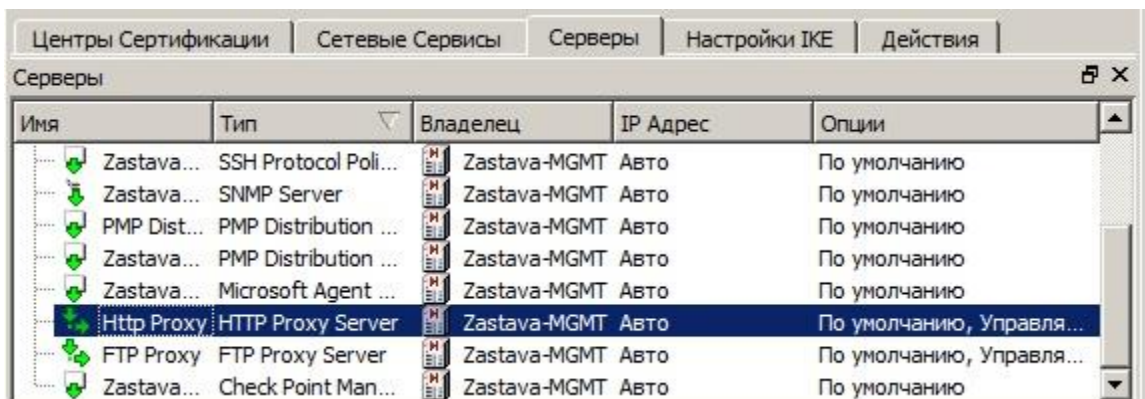 Центры Сертификации Сетевые Сервисы Серверы Настройки IKE Действия
Серверы
Имя Тип Владелец IP Адрес Опции
Zastava... SSH Protocol Poli... Zastava-MGMT Авто По умолчанию
Zastava... SNMP Server Zastava-MGMT Авто По умолчанию
PMP Dist... PMP Distribution ... Zastava-MGMT Авто По умолчанию
Zastava... PMP Distribution ... Zastava-MGMT Авто По умолчанию
Zastava... Microsoft Agent ... Zastava-MGMT Авто По умолчанию
Http Proxy HTTP Proxy Server Zastava-MGMT Авто По умолчанию, Управля...
FTP Proxy FTP Proxy Server Zastava-MGMT Авто По умолчанию, Управля...
Zastava... Check Point Man... Zastava-MGMT Авто По умолчанию